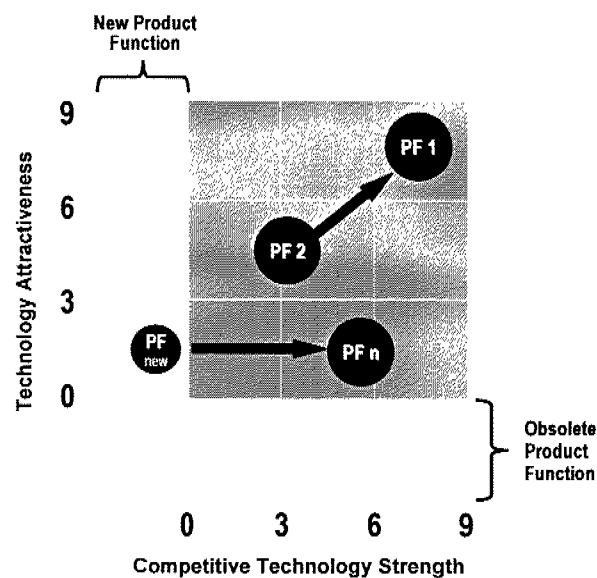 New Product
Function
9
6
3
0
Technology Attractiveness
PF 1
PF 2
PF
new
PF n
Obsolete
Product
Function
0 3 6 9
Competitive Technology Strength